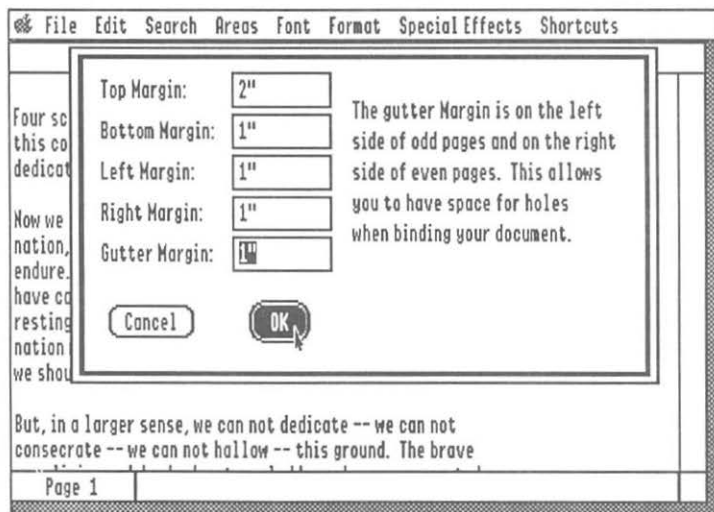 File Edit Search Areas Font Format Special Effects Shortcuts
Top Margin: 2"
Bottom Margin: 1"
Left Margin: 1"
Right Margin: 1"
Gutter Margin: 1"
The gutter Margin is on the left
side of odd pages and on the right
side of even pages. This allows
you to have space for holes
when binding your document.
Cancel OK
Four sc
this co
dedicat
Now we
nation,
endure.
have ca
resting
nation
we shou
But, in a larger sense, we can not dedicate -- we can not
consecrate -- we can not hallow -- this ground. The brave
Page 1